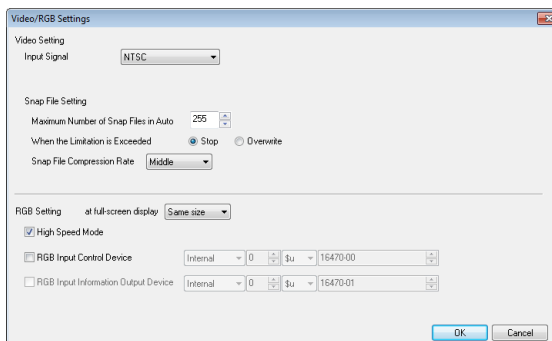 Video/RGB Settings
Video Setting
Input Signal NTSC
Snap File Setting
Maximum Number of Snap Files in Auto 255
When the Limitation is Exceeded Stop Overwrite
Snap File Compression Rate Middle
RGB Setting at full-screen display Same size
High Speed Mode
RGB Input Control Device Internal 0 $u 16470-00
RGB Input Information Output Device Internal 0 $u 16470-01
OK Cancel